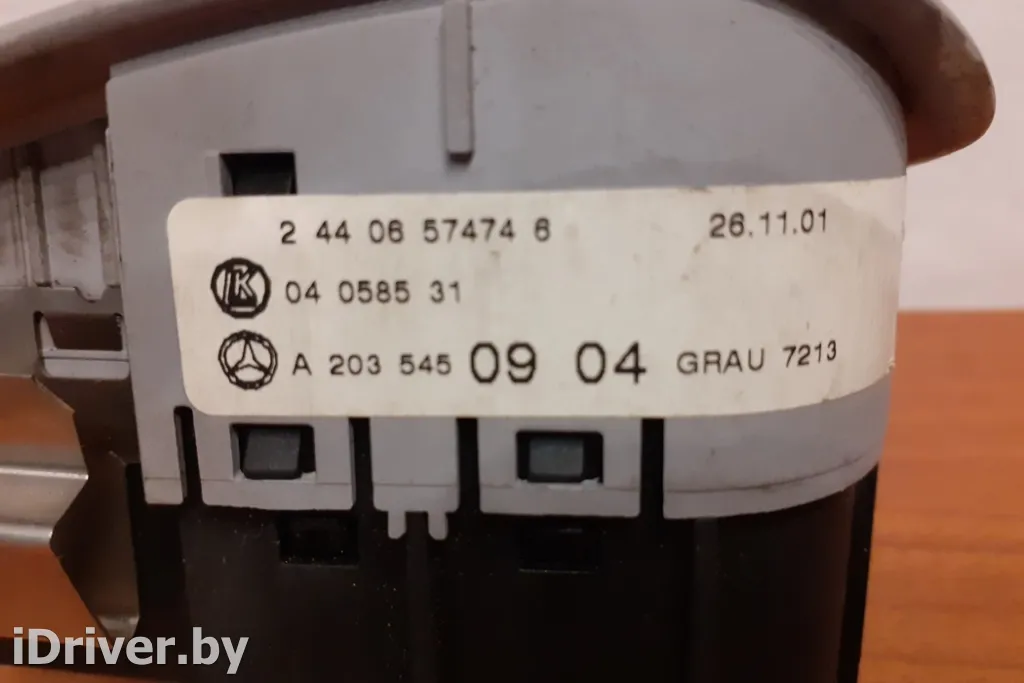 2 44 06 57474 6 26.11.01
LK 04 0585 31
A 203 545 09 04 GRAU 7213
iDriver.by